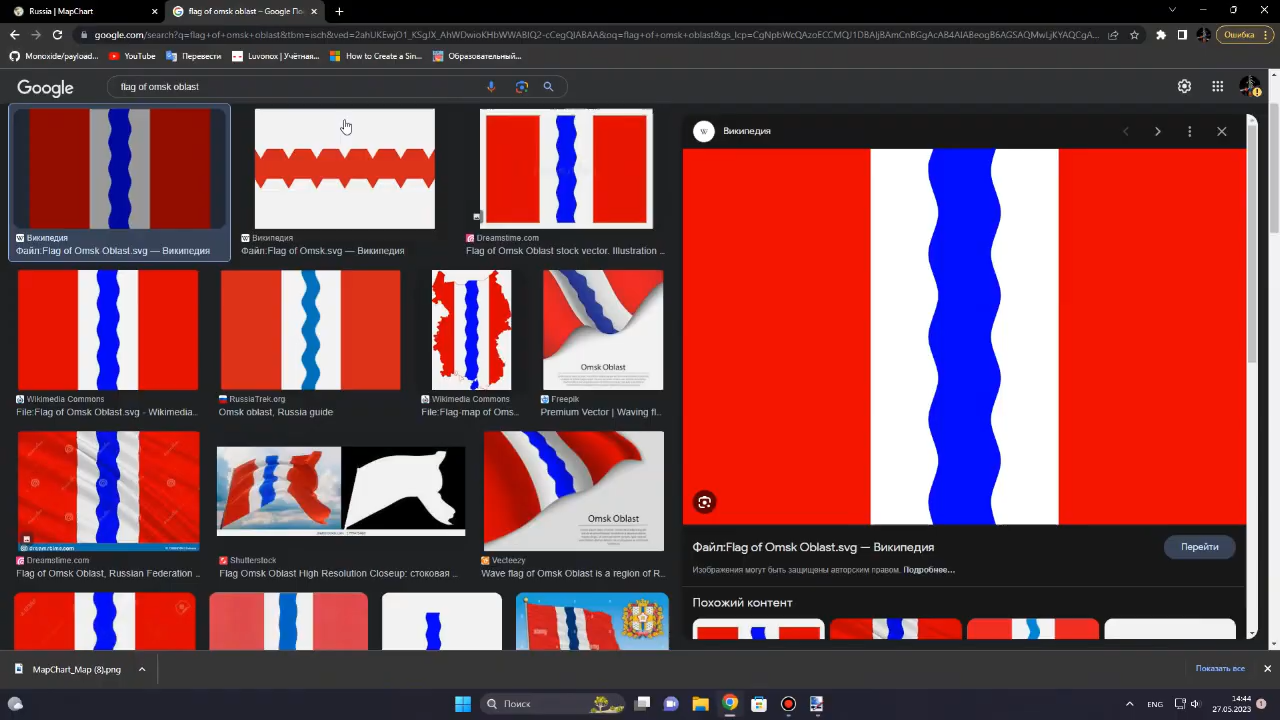 Russia | MapChart
flag of omsk oblast – Google По
google.com/search?q=flag+of+omsk+oblast&tbm=isch&ved=2ahUKEwjO1_KSgJX_AhWDwioKHbWWABIQ2-cCegQIABAA&oq=flag+of+omsk+oblast&gs_lcp=CgNpbWcQAzoECCMQJ1DBAljBAmCnBGgAcAB4AIABeogB6AGSAQMwLjKYAQCgA...
Ошибка
Monoxide/payload...
YouTube
Перевести
Luvonox | Учётная...
How to Create a Sin...
Образовательный...
Google
flag of omsk oblast
Википедия
Файл:Flag of Omsk Oblast.svg — Википедия
Википедия
Файл:Flag of Omsk.svg — Википедия
Dreamstime.com
Flag of Omsk Oblast stock vector. Illustration ...
W
Википедия
Wikimedia Commons
File:Flag of Omsk Oblast.svg - Wikimedia...
RussiaTrek.org
Omsk oblast, Russia guide
Wikimedia Commons
File:Flag-map of Oms...
Omsk Oblast
Freepik
Premium Vector | Waving fl...
dreamstime.com
Dreamstime.com
Flag of Omsk Oblast, Russian Federation ...
Shutterstock
Flag Omsk Oblast High Resolution Closeup: стоковая ...
Omsk Oblast
Vecteezy
Wave flag of Omsk Oblast is a region of R...
Файл:Flag of Omsk Oblast.svg — Википедия
Перейти
Изображения могут быть защищены авторским правом. Подробнее...
Похожий контент
MapChart_Map (8).png
Показать все
Поиск
ENG
14:44
27.05.2023
1